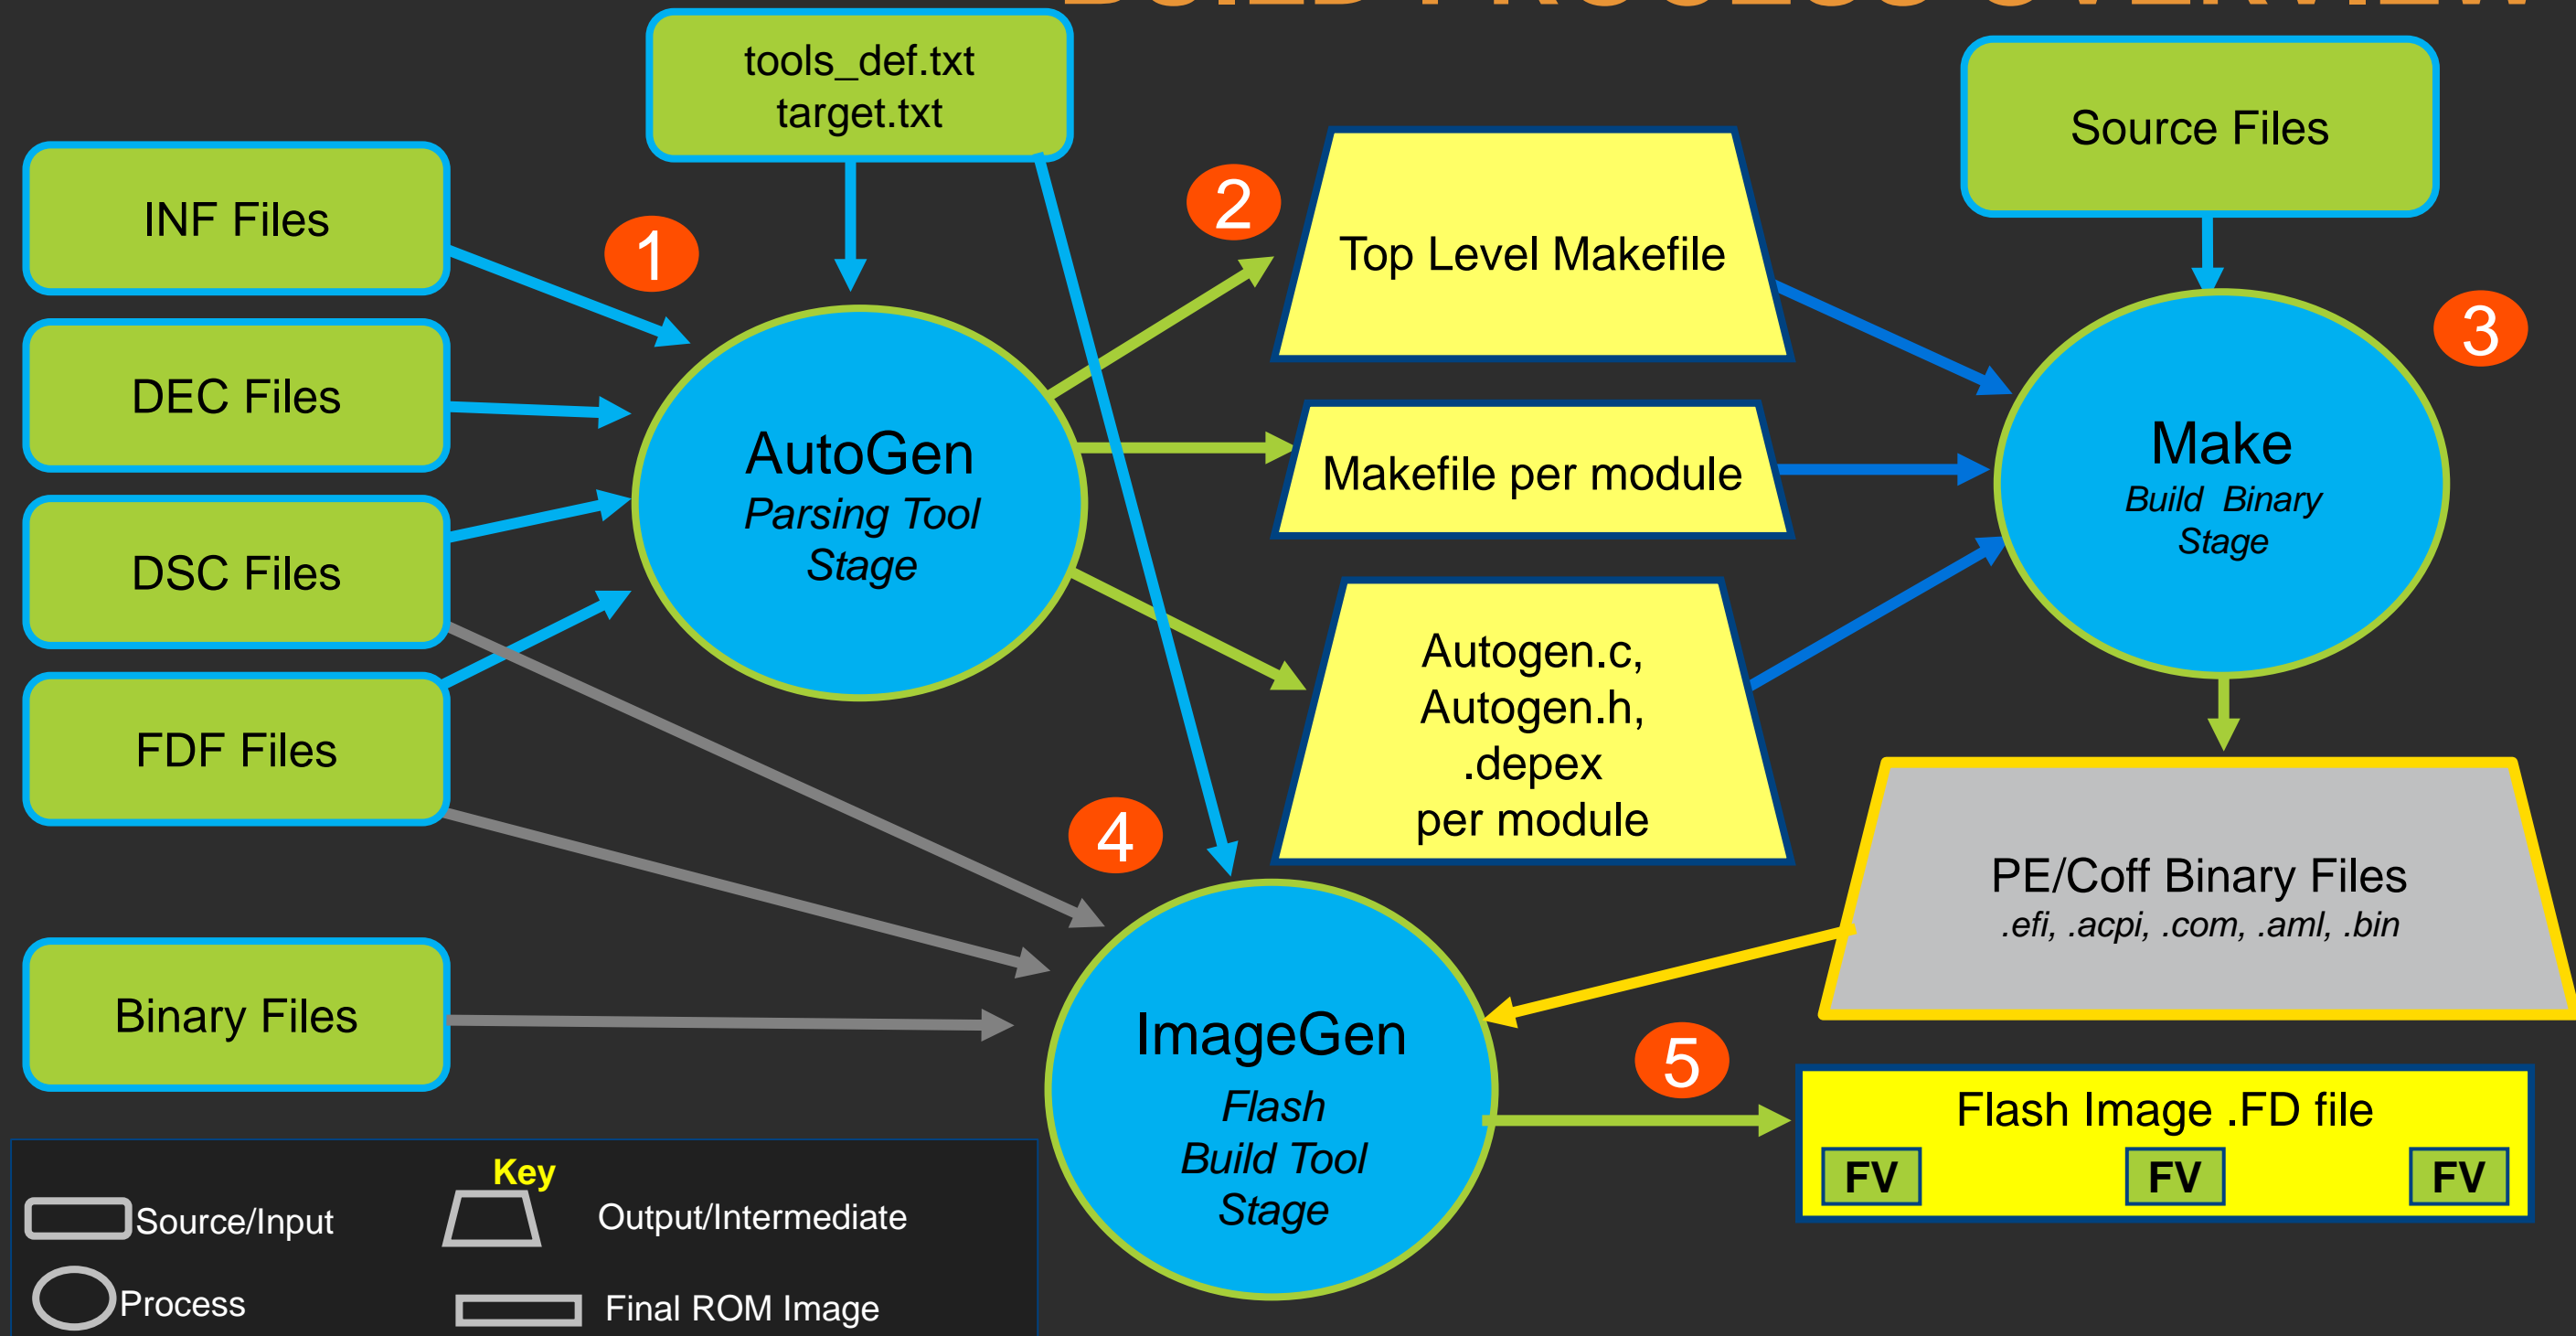 BUILD PROCESS OVERVIEW
tools_def.txt
target.txt
Source Files
INF Files
1
2
Top Level Makefile
3
DEC Files
AutoGen
Parsing Tool
Stage
Makefile per module
Make
Build Binary
Stage
DSC Files
Autogen.c,
Autogen.h,
.depex
per module
FDF Files
4
PE/Coff Binary Files
.efi, .acpi, .com, .aml, .bin
Binary Files
ImageGen
Flash
Build Tool
Stage
5
Flash Image .FD file
FV
FV
FV
Key
Source/Input
Output/Intermediate
Process
Final ROM Image